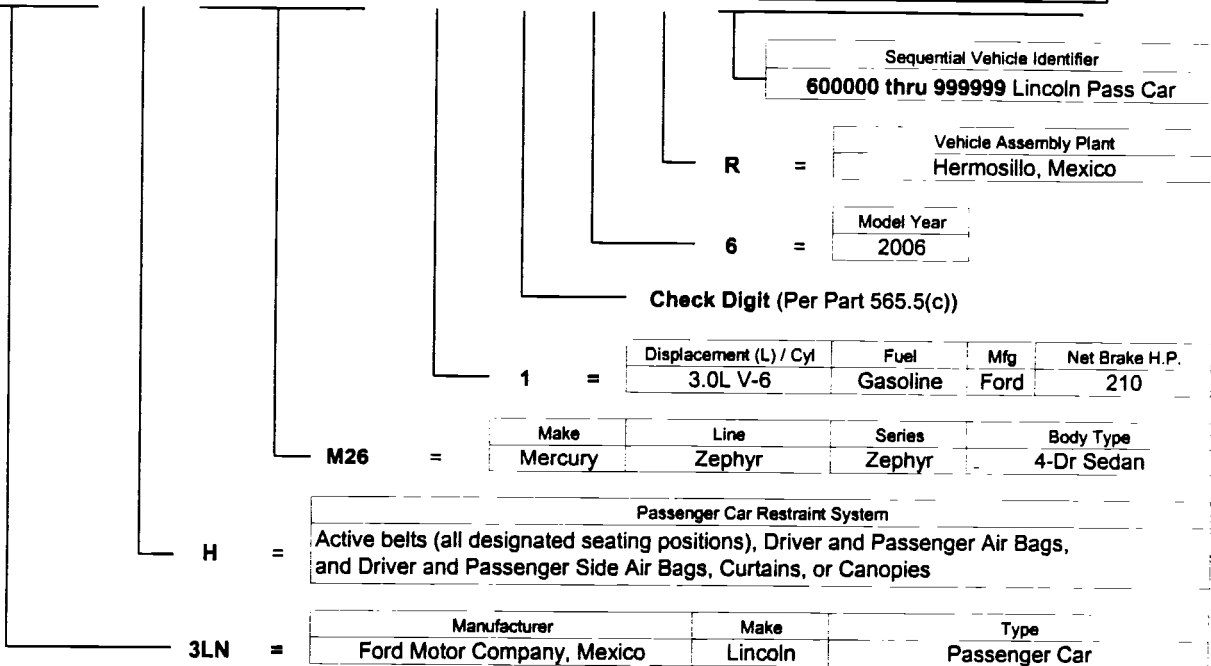 Sequential Vehicle Identifier
600000 thru 999999 Lincoln Pass Car
Vehicle Assembly Plant
R = Hermosillo, Mexico
Model Year
6 = 2006
Check Digit (Per Part 565.5(c))
Displacement (L) / Cyl Fuel Mfg Net Brake H.P.
1 = 3.0L V-6 Gasoline Ford 210
Make Line Series Body Type
M26 = Mercury Zephyr Zephyr 4-Dr Sedan
Passenger Car Restraint System
H = Active belts (all designated seating positions), Driver and Passenger Air Bags,
and Driver and Passenger Side Air Bags, Curtains, or Canopies
Manufacturer Make Type
3LN = Ford Motor Company, Mexico Lincoln Passenger Car